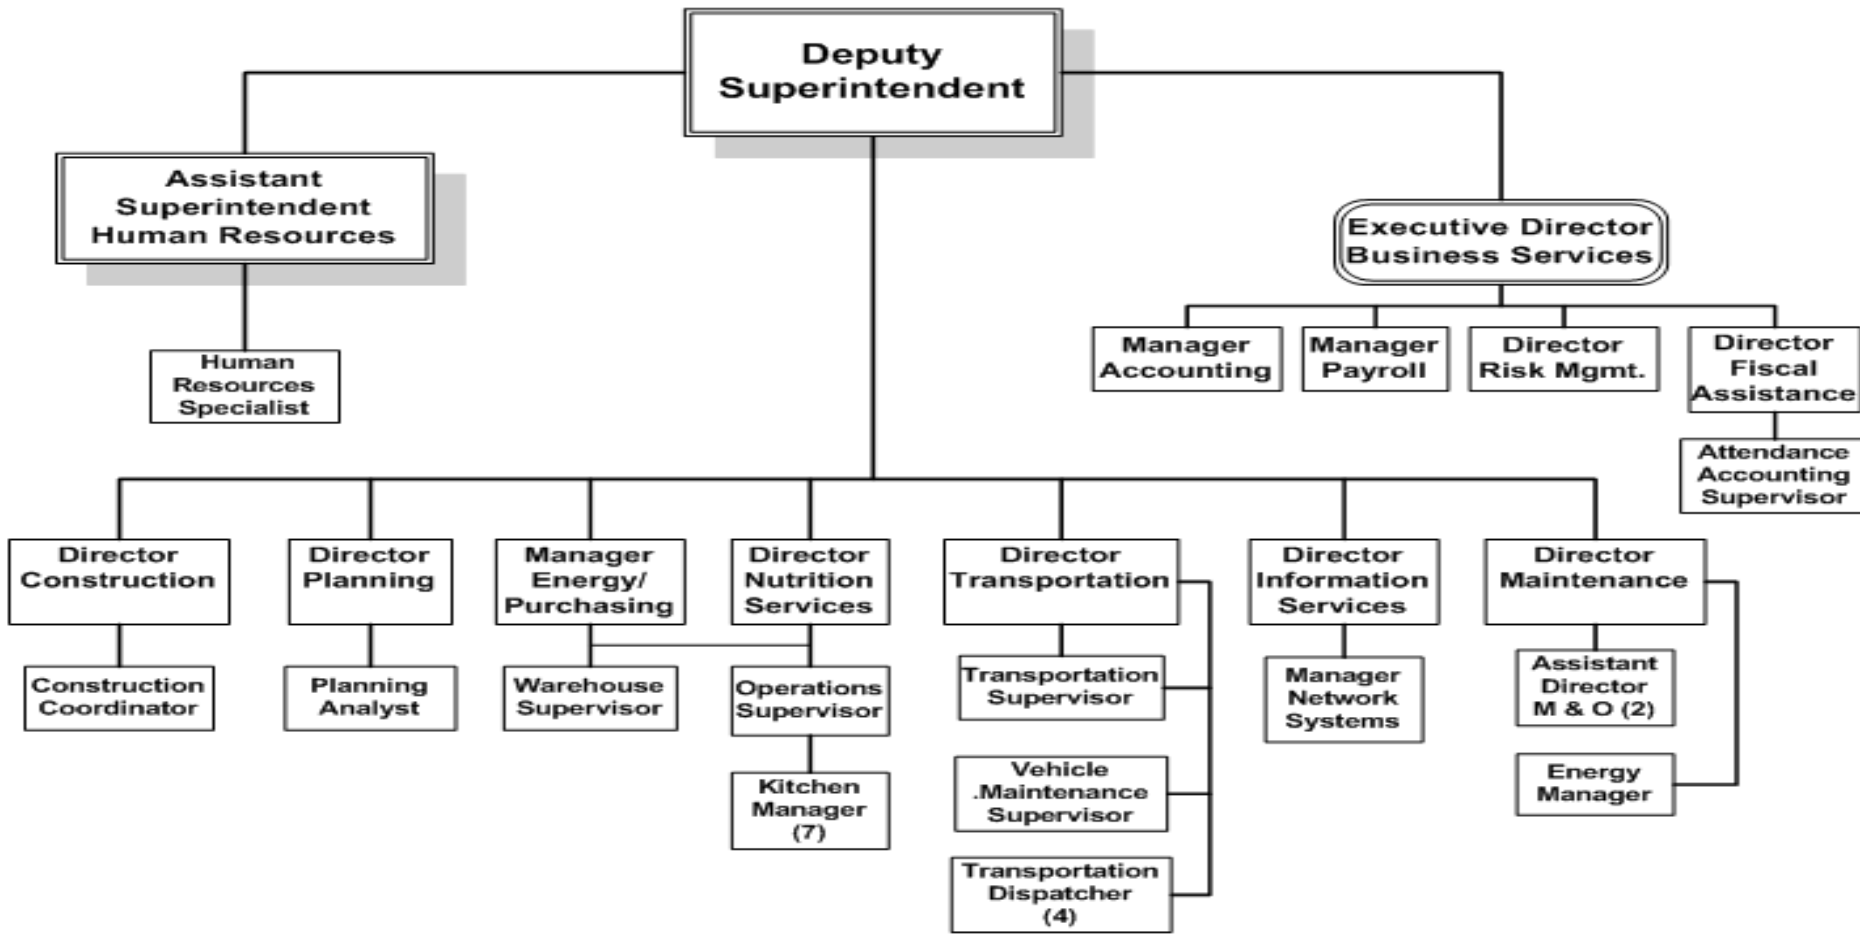 Deputy
Superintendent
Assistant
Superintendent
Human Resources
Executive Director
Business Services
Human
Resources
Specialist
Manager
Accounting
Manager
Payroll
Director
Risk Mgmt.
Director
Fiscal
Assistance
Attendance
Accounting
Supervisor
Director
Construction
Director
Planning
Manager
Energy/
Purchasing
Director
Nutrition
Services
Director
Transportation
Director
Information
Services
Director
Maintenance
Construction
Coordinator
Planning
Analyst
Warehouse
Supervisor
Operations
Supervisor
Kitchen
Manager
(7)
Transportation
Supervisor
Vehicle
.Maintenance
Supervisor
Transportation
Dispatcher
(4)
Manager
Network
Systems
Assistant
Director
M & O (2)
Energy
Manager